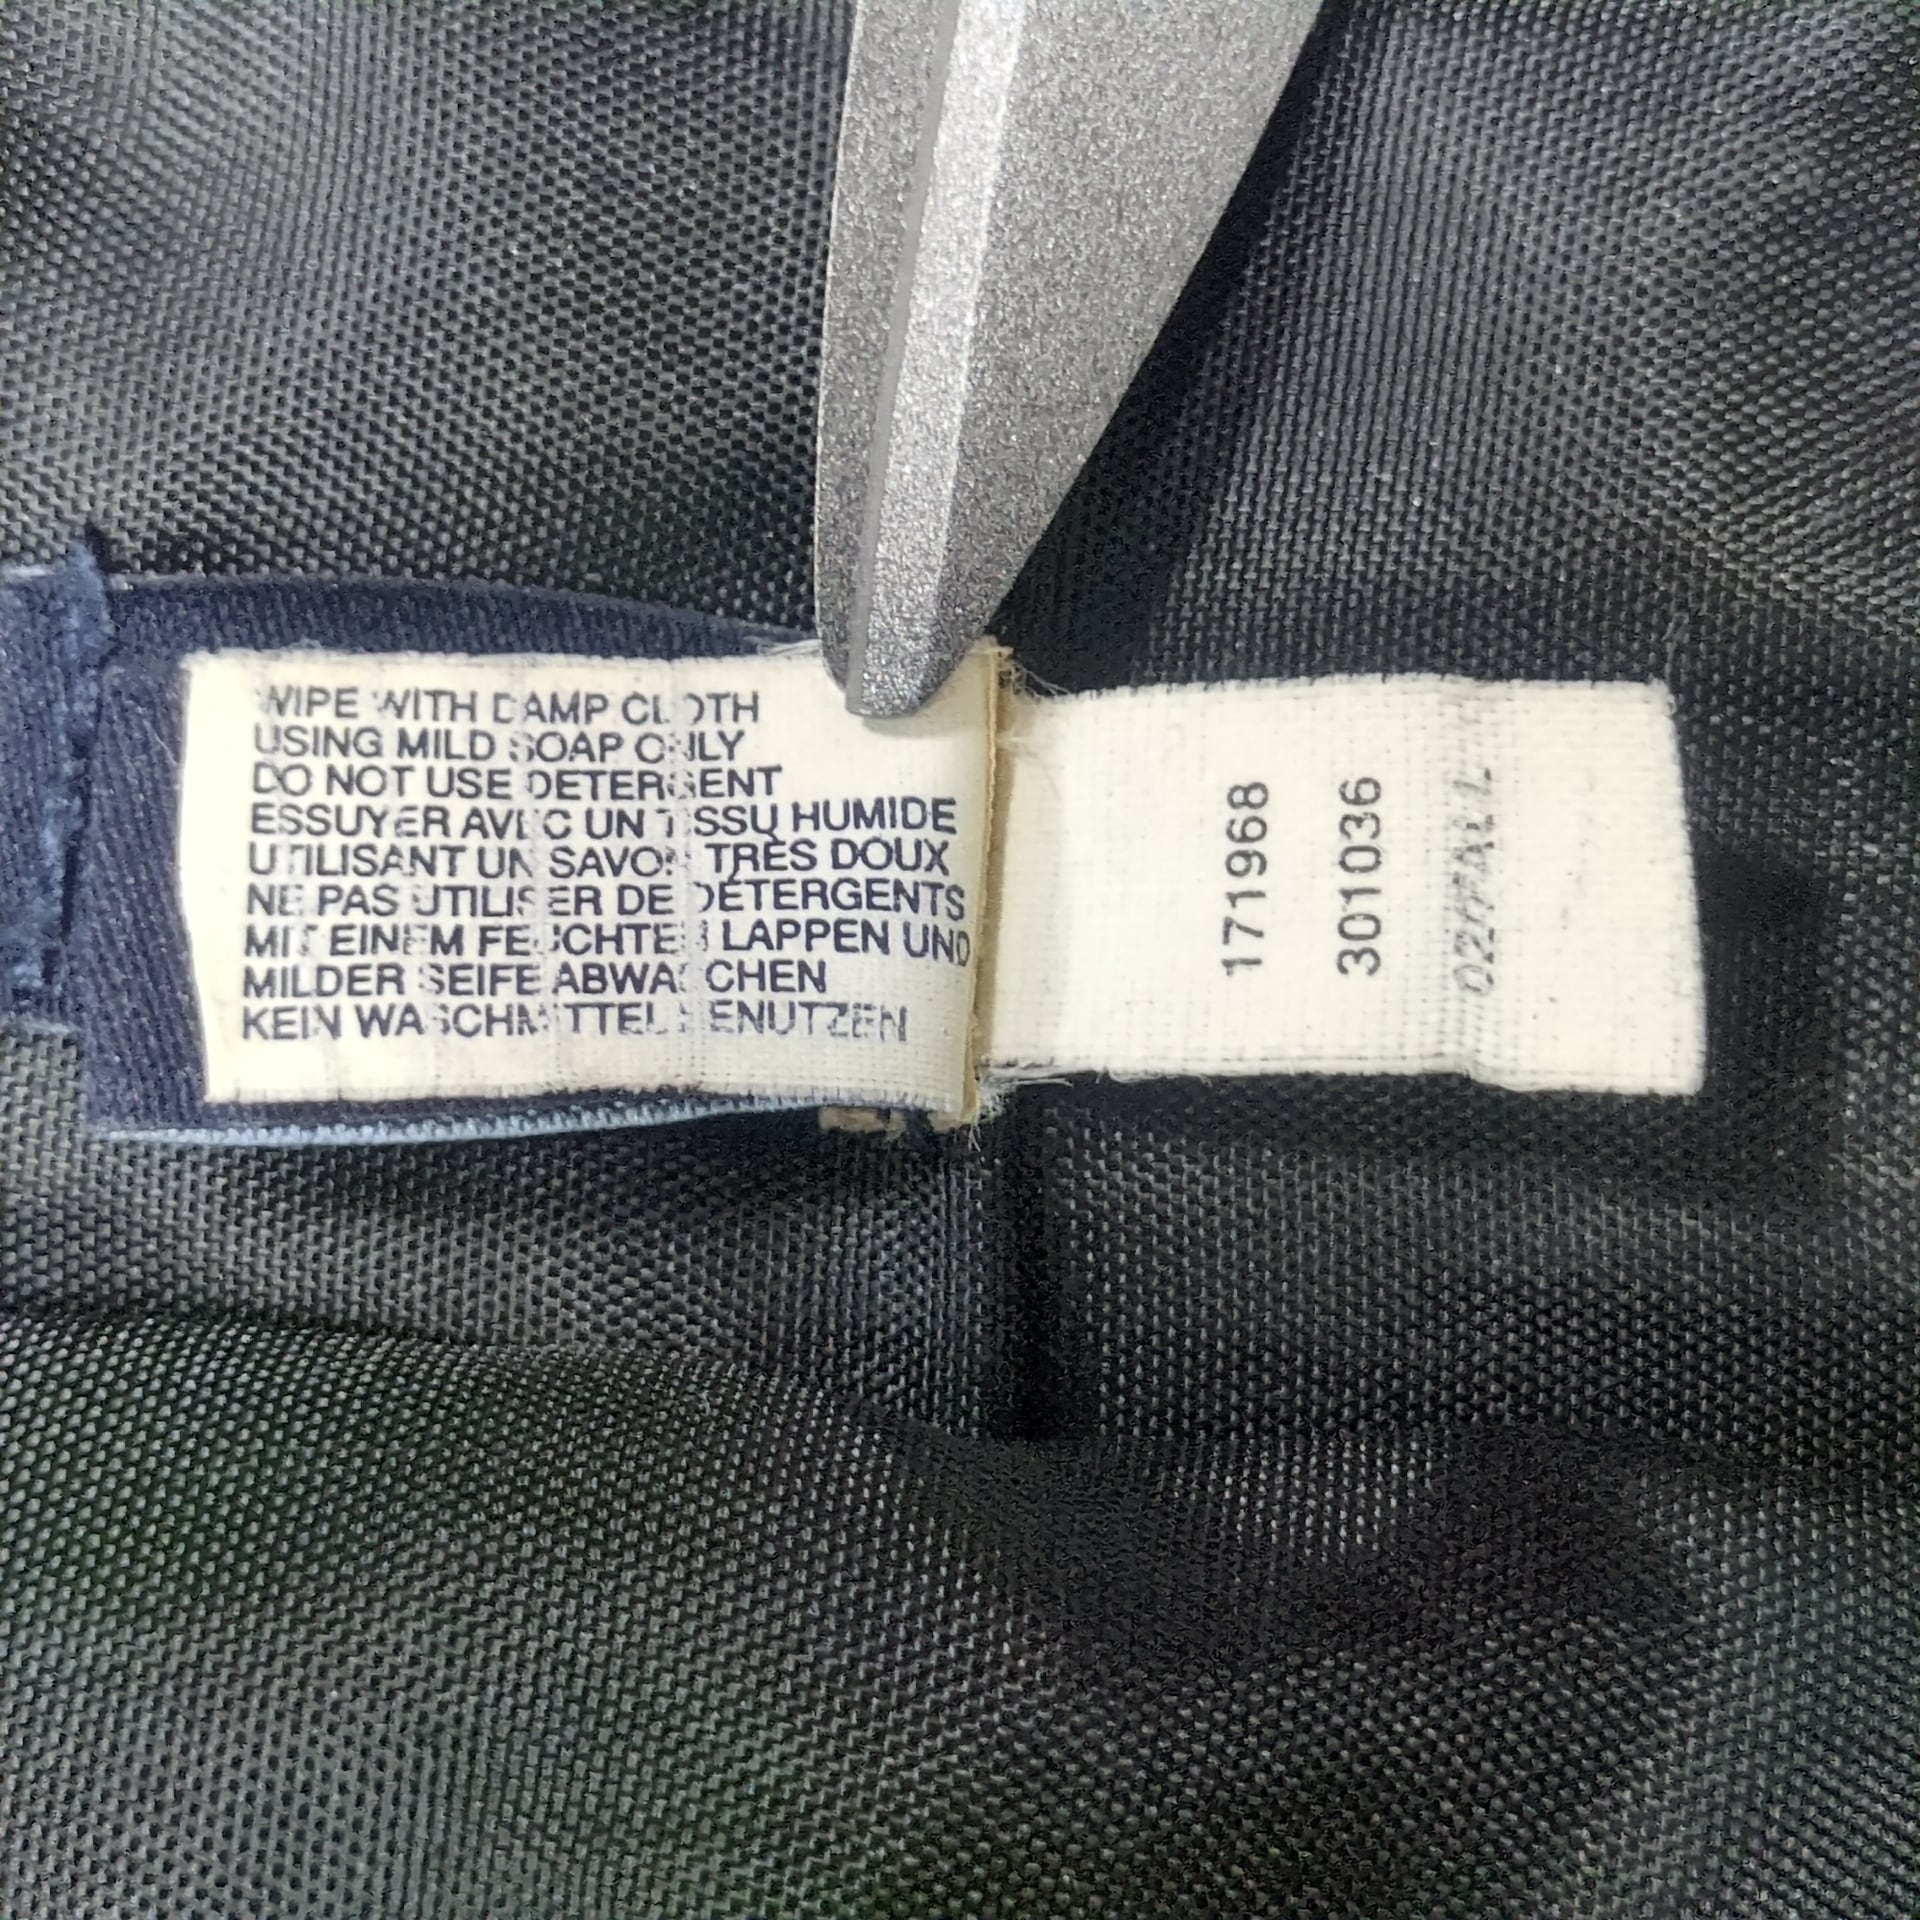 WIPE WITH DAMP CLOTH
USING MILD SOAP ONLY
DO NOT USE DETERGENT
ESSUYER AVEC UN TISSU HUMIDE
UTILISANT UN SAVON TRÈS DOUX
NE PAS UTILISER DE DÉTERGENTS
MIT EINEM FEUCHTEN LAPPEN UND
MILDER SEIFE ABWASCHEN
KEIN WASCHMITTEL BENUTZEN
171968
301036